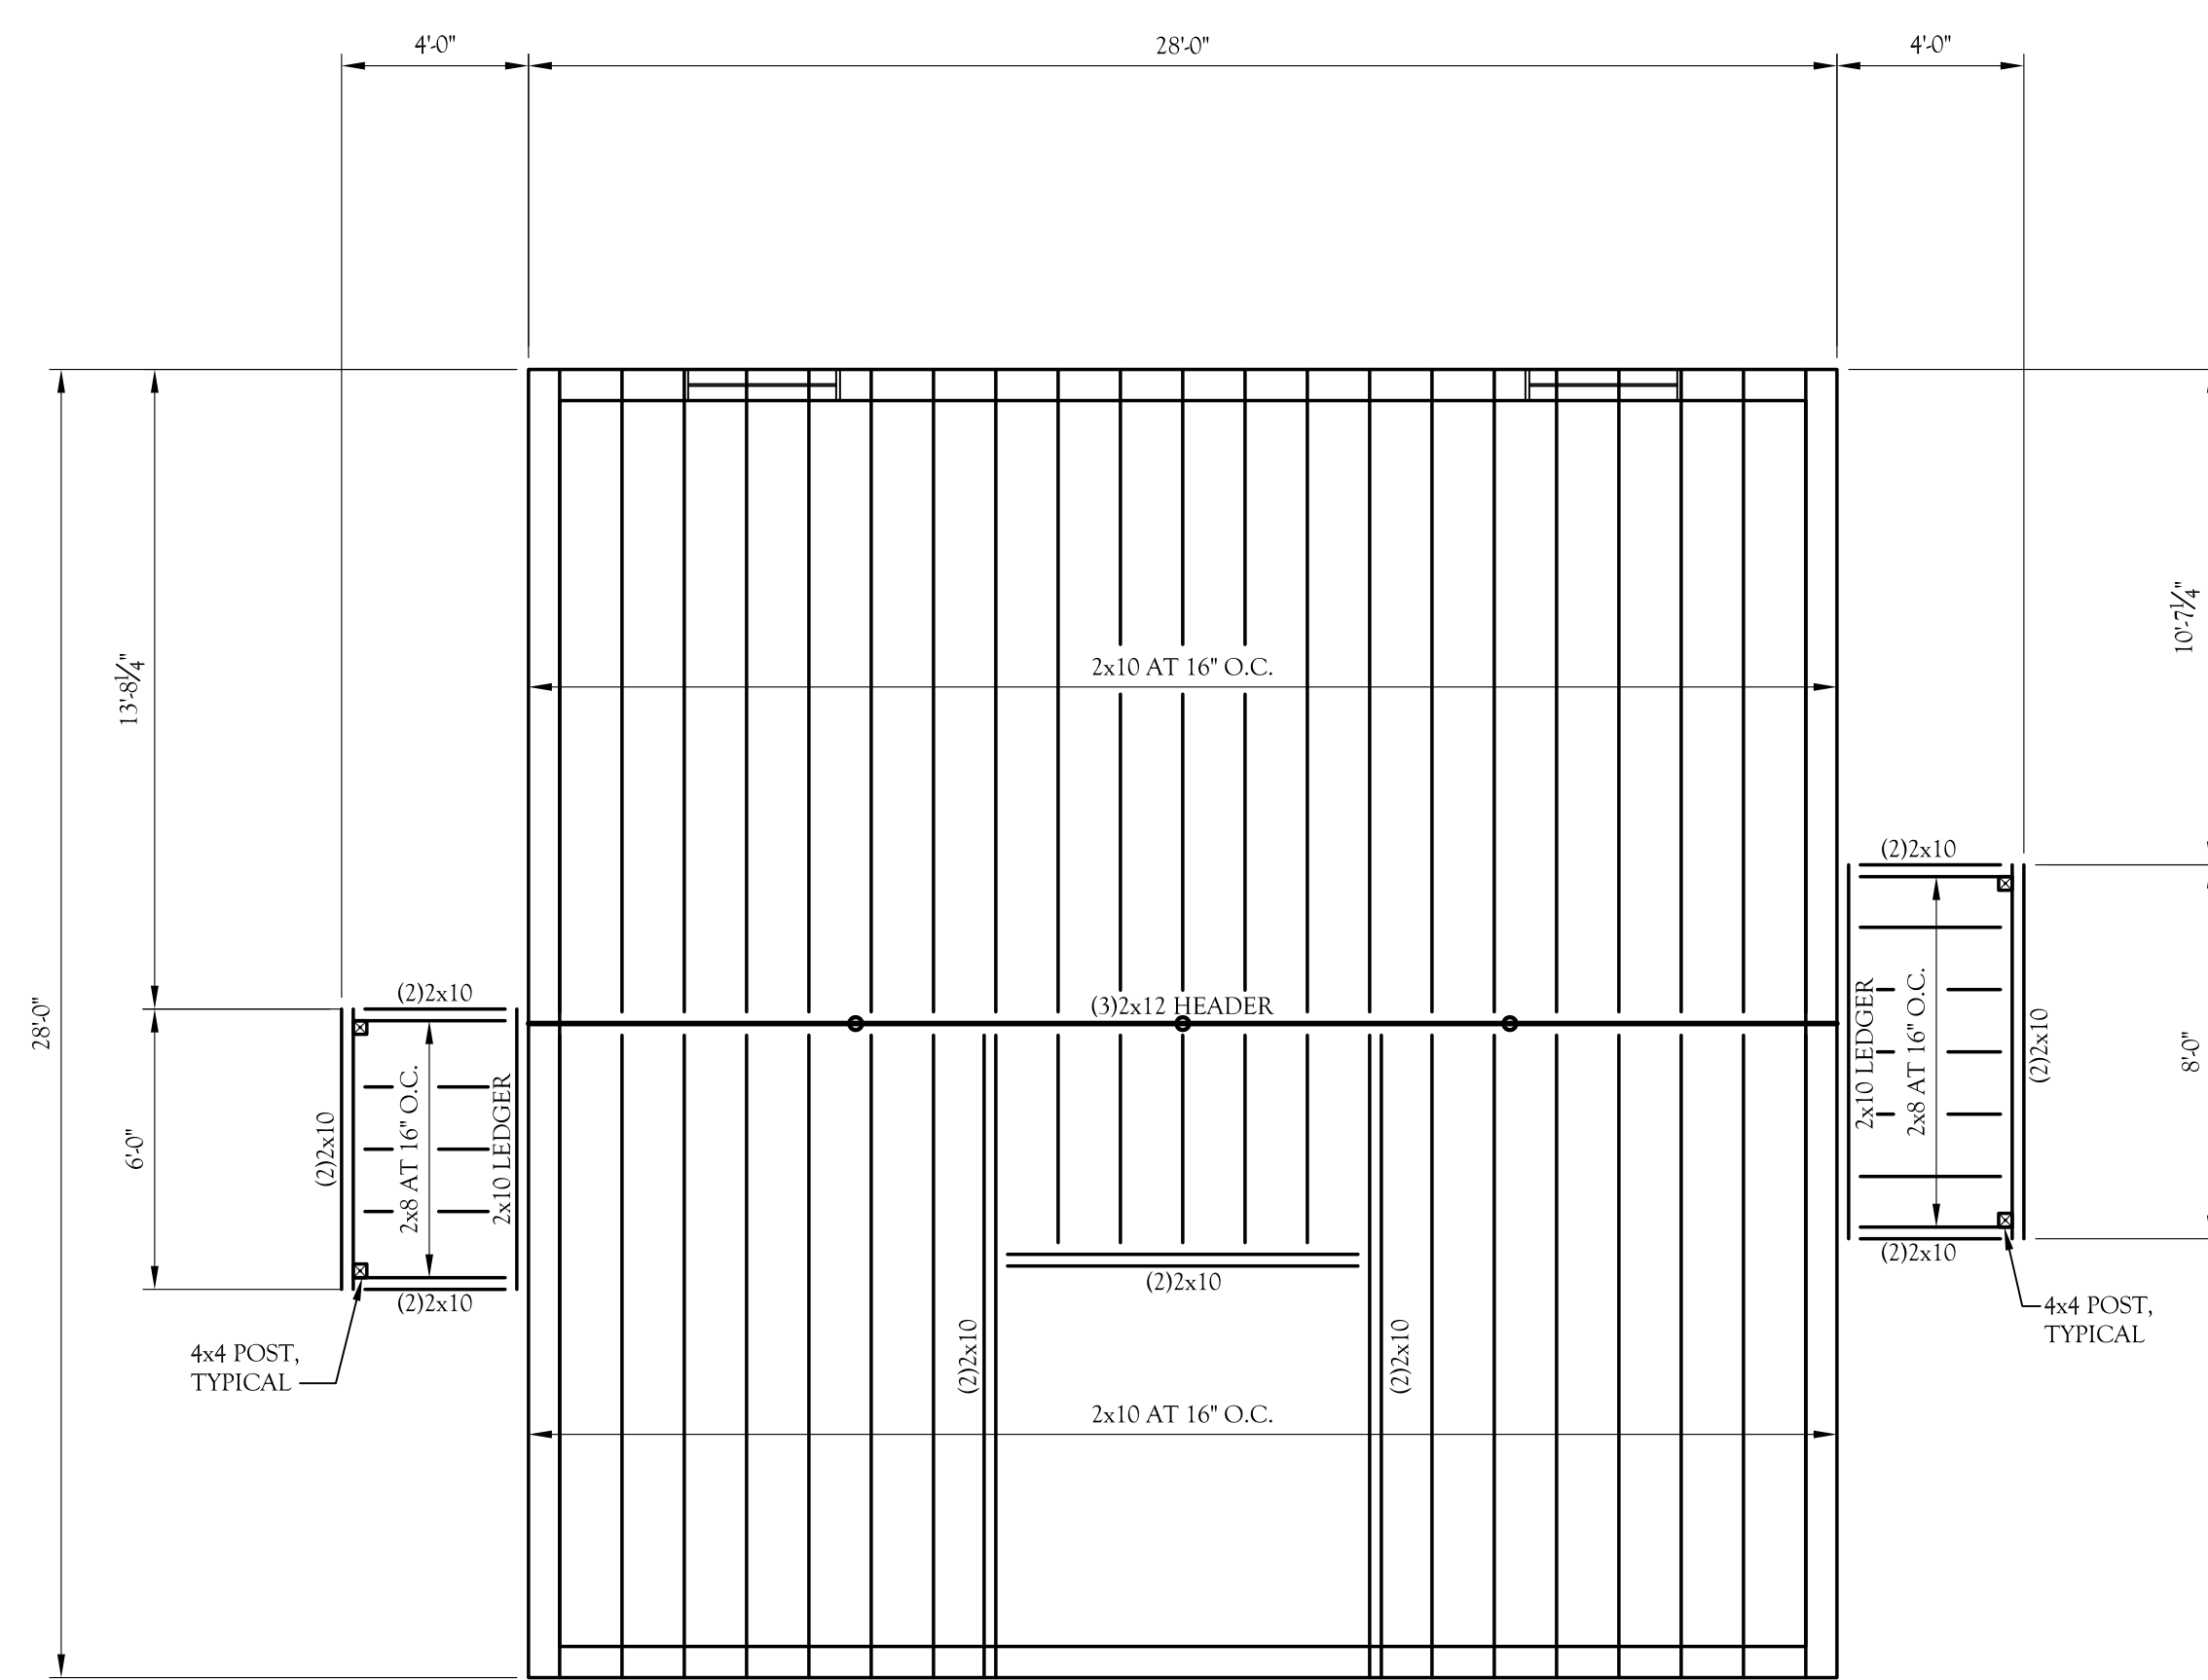 4'-0"
28'-0"
4'-0"
28'-0"
13'-8¼"
10'-7¼"
2x10 AT 16" O.C.
(2)2x10
(2)2x10
(3)2x12 HEADER
6'-0"
(2)2x10
2x8 AT 16" O.C.
2x10 LEDGER
2x10 LEDGER
2x8 AT 16" O.C.
(2)2x10
8'-0"
(2)2x10
(2)2x10
(2)2x10
4x4 POST,
TYPICAL
4x4 POST,
TYPICAL
(2)2x10
(2)2x10
2x10 AT 16" O.C.